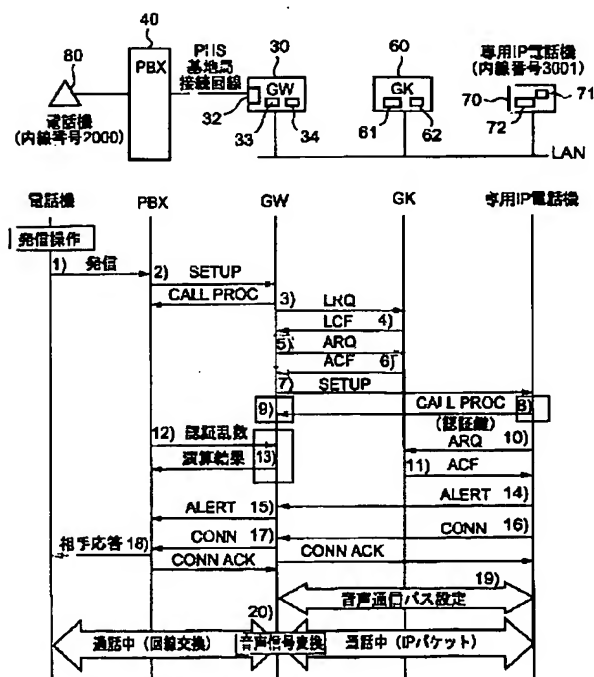 40
80
PBX
PHS
基地局
接続回線
30
60
専用IP電話機
(内線番号3001)
GW
GK
71
70
72
32
33
34
61
62
電話機
(内線番号2000)
LAN
電話機
PBX
GW
GK
専用IP電話機
発信操作
1) 発信
2) SETUP
CALL PROC
3) LRQ
LCF 4)
5) ARQ
ACF 6)
7) SETUP
CALL PROC 8)
(認証鍵)
9)
12) 認証乱数
ARQ 10)
演算結果 13)
11) ACF
ALERT 14)
ALERT 15)
CONN 16)
CONN 17)
相手応答 18)
CONN ACK
CONN ACK
19)
音声通信パス設定
20)
通話中 (回線交換)
音声信号変換
通話中 (IPパケット)